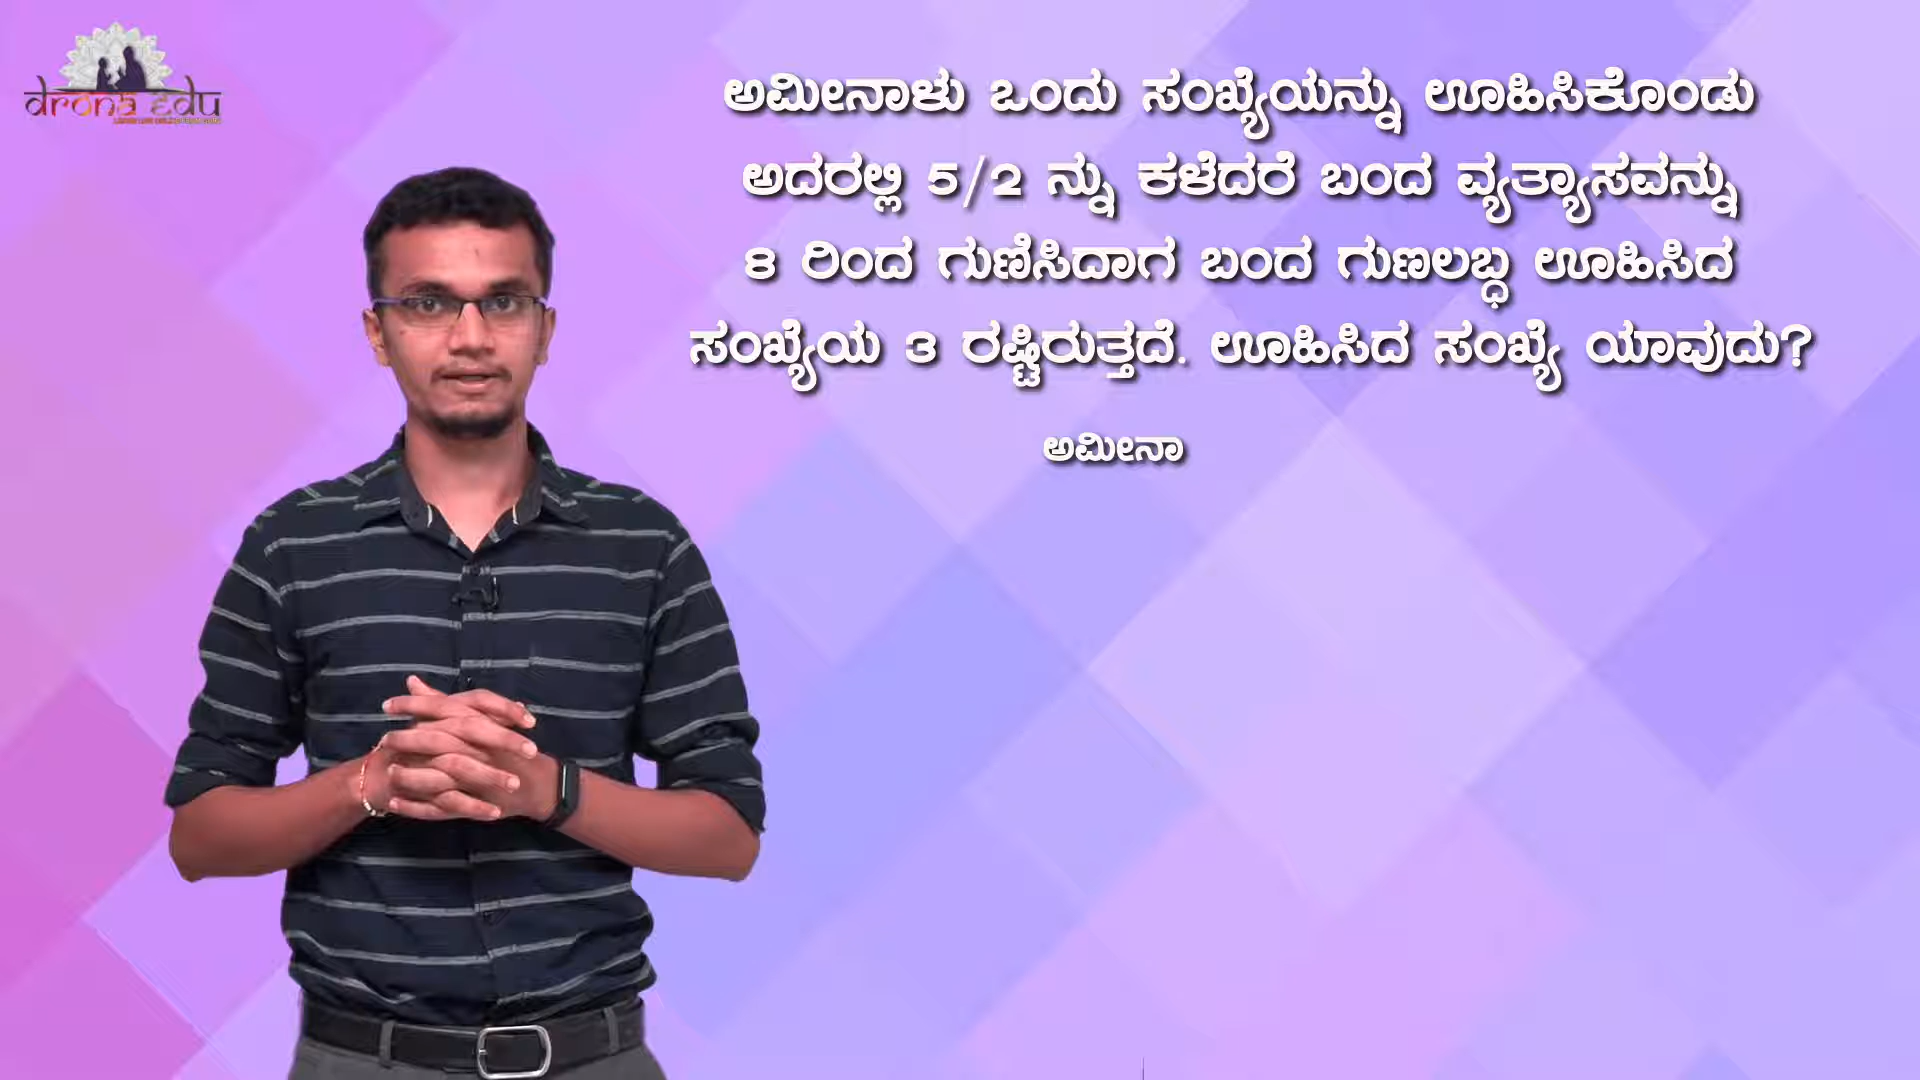 drona edu
ಅಮೀನಾಳು ಒಂದು ಸಂಖ್ಯೆಯನ್ನು ಊಹಿಸಿಕೊಂಡು
ಅದರಲ್ಲಿ 5/2 ನ್ನು ಕಳೆದರೆ ಬಂದ ವ್ಯತ್ಯಾಸವನ್ನು
8 ರಿಂದ ಗುಣಿಸಿದಾಗ ಬಂದ ಗುಣಲಬ್ಧ ಊಹಿಸಿದ
ಸಂಖ್ಯೆಯ 3 ರಷ್ಟಿರುತ್ತದೆ. ಊಹಿಸಿದ ಸಂಖ್ಯೆ ಯಾವುದು?
ಅಮೀನಾ